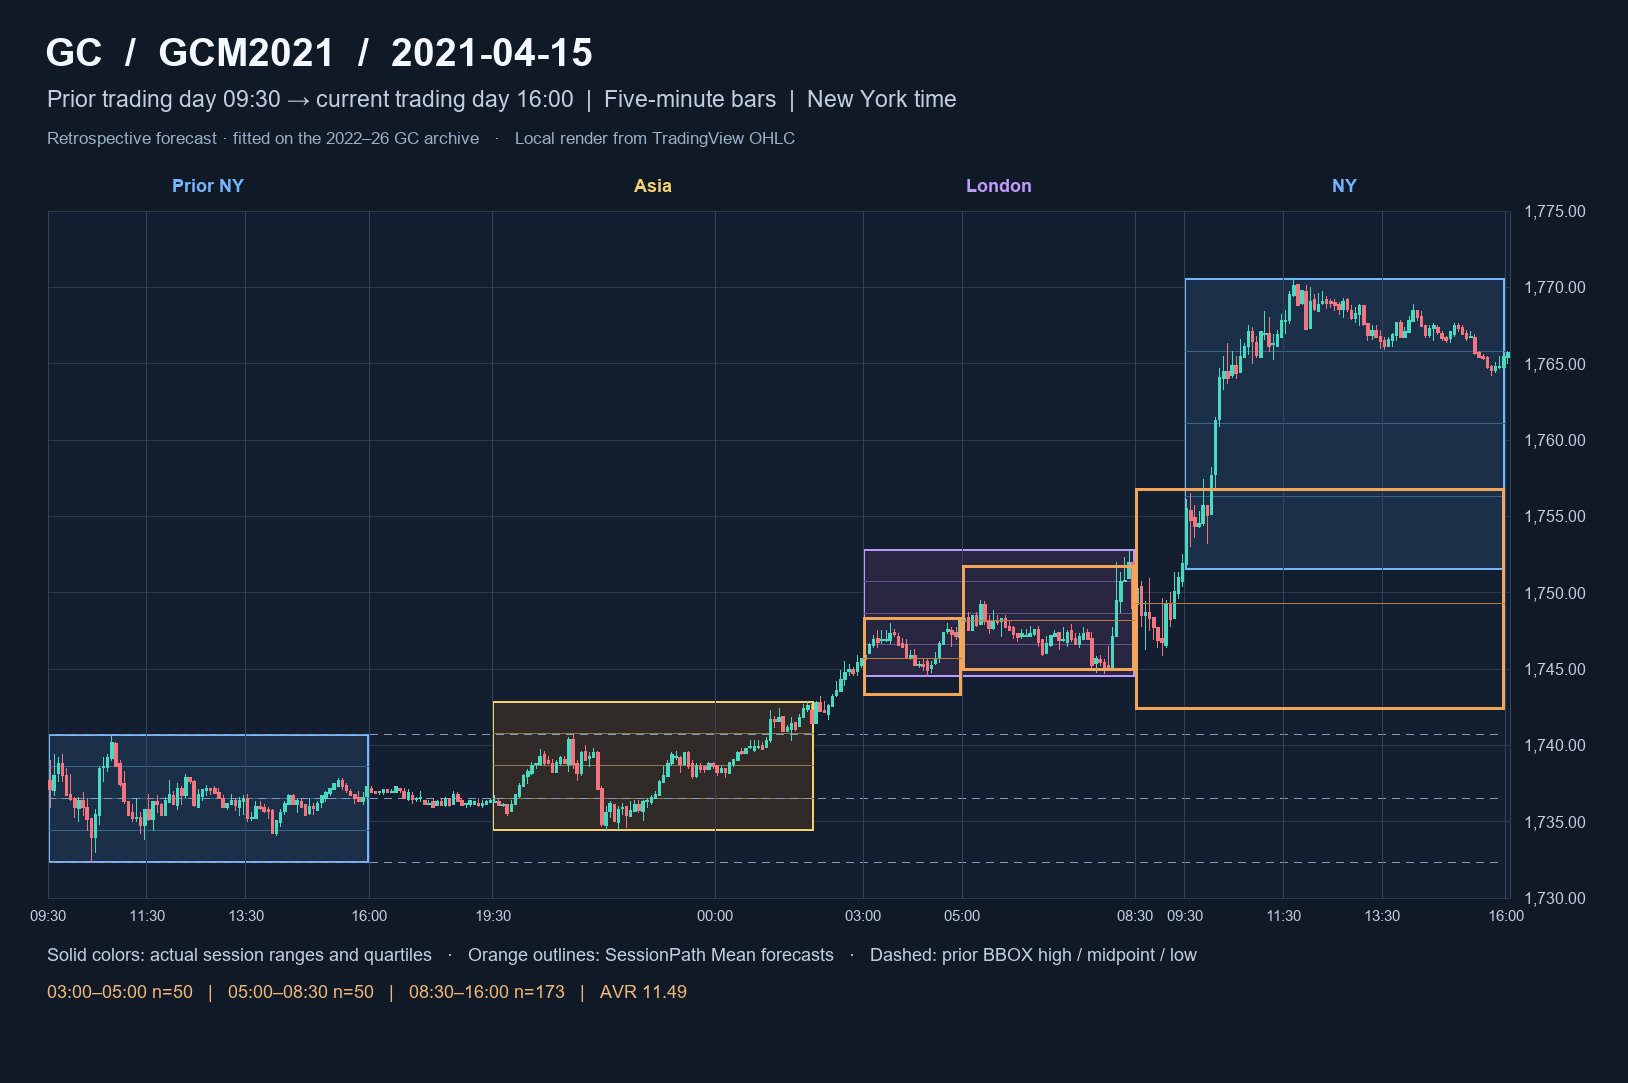 GC / GCM2021 / 2021-04-15
Prior trading day 09:30 → current trading day 16:00 | Five-minute bars | New York time
Retrospective forecast · fitted on the 2022–26 GC archive · Local render from TradingView OHLC
Prior NY Asia London NY
1,775.00
1,770.00
1,765.00
1,760.00
1,755.00
1,750.00
1,745.00
1,740.00
1,735.00
1,730.00
09:30 11:30 13:30 16:00 19:30 00:00 03:00 05:00 08:30 09:30 11:30 13:30 16:00
Solid colors: actual session ranges and quartiles · Orange outlines: SessionPath Mean forecasts · Dashed: prior BBOX high / midpoint / low
03:00–05:00 n=50 | 05:00–08:30 n=50 | 08:30–16:00 n=173 | AVR 11.49